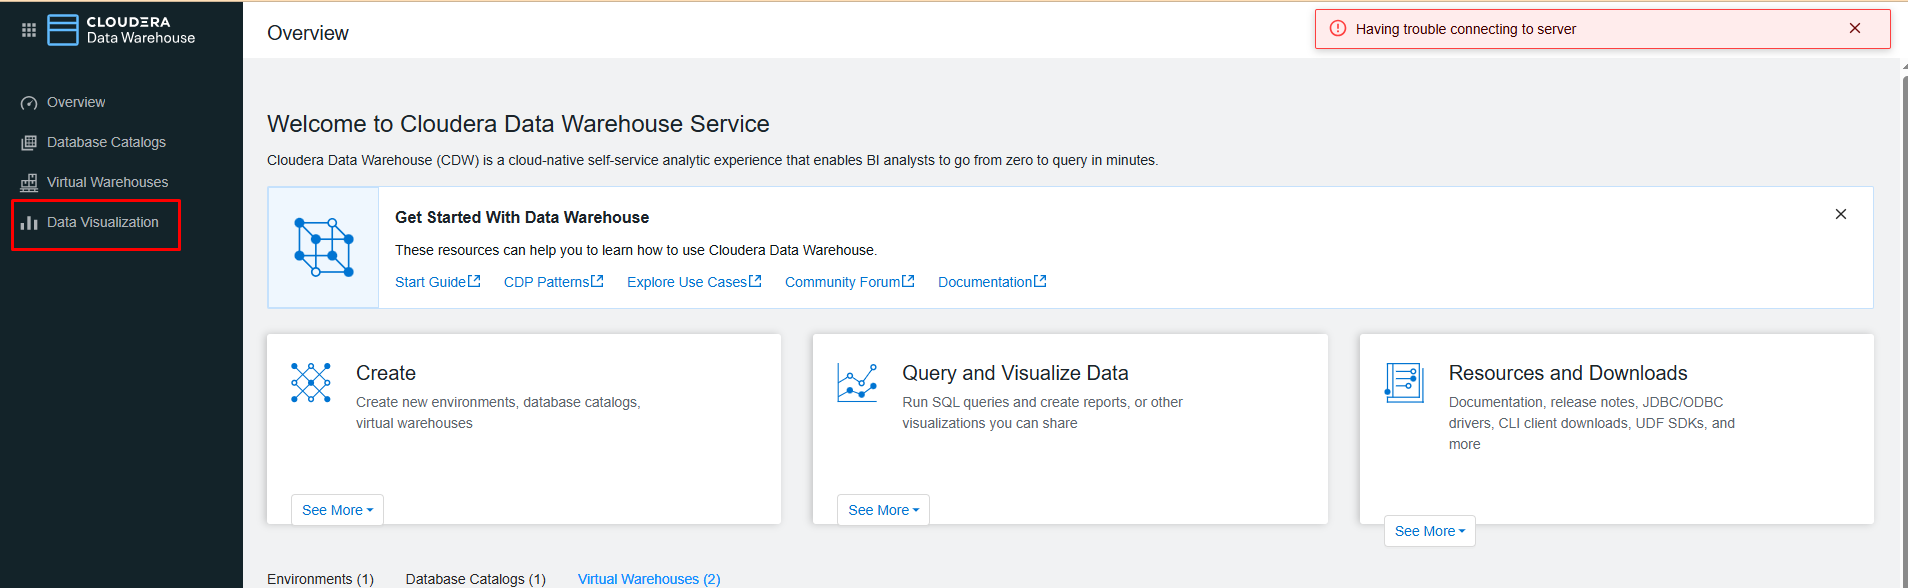 CLOUDERA
Data Warehouse
Overview
Database Catalogs
Virtual Warehouses
Data Visualization
Overview
Having trouble connecting to server
Welcome to Cloudera Data Warehouse Service
Cloudera Data Warehouse (CDW) is a cloud-native self-service analytic experience that enables BI analysts to go from zero to query in minutes.
Get Started With Data Warehouse
These resources can help you to learn how to use Cloudera Data Warehouse.
Start Guide CDP Patterns Explore Use Cases Community Forum Documentation
Create
Create new environments, database catalogs,
virtual warehouses
See More
Query and Visualize Data
Run SQL queries and create reports, or other
visualizations you can share
See More
Resources and Downloads
Documentation, release notes, JDBC/ODBC
drivers, CLI client downloads, UDF SDKs, and
more
See More
Environments (1) Database Catalogs (1) Virtual Warehouses (2)